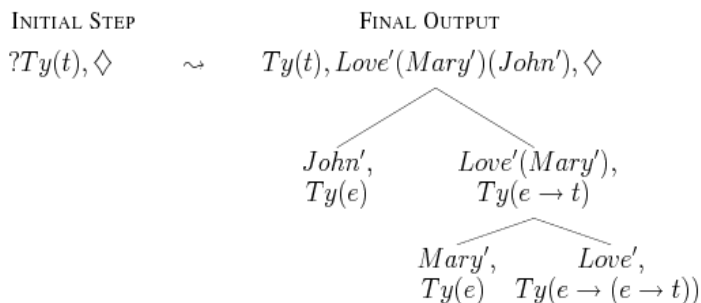 INITIAL STEP FINAL OUTPUT
?Ty(t), ◊ ⇝ Ty(t), Love′(Mary′)(John′), ◊
John′, Love′(Mary′),
Ty(e) Ty(e → t)
Mary′, Love′,
Ty(e) Ty(e → (e → t))